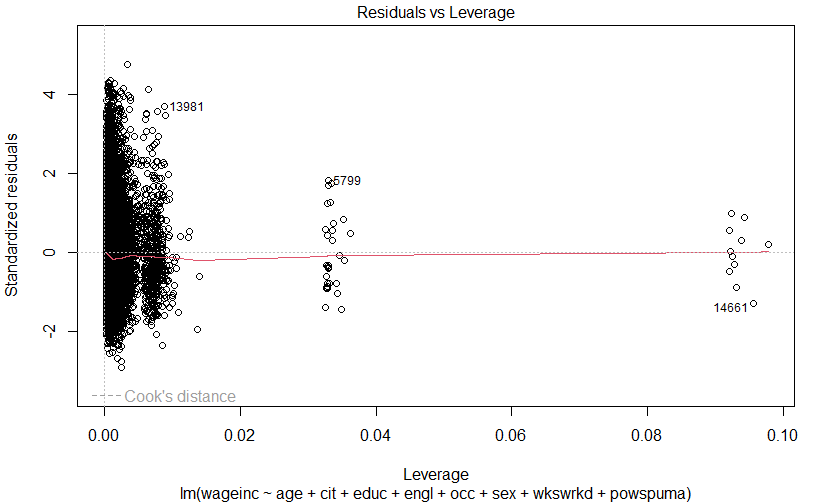 Residuals vs Leverage
Standardized residuals
4
2
0
-2
13981
5799
14661
Cook's distance
0.00 0.02 0.04 0.06 0.08 0.10
Leverage
lm(wageinc ~ age + cit + educ + engl + occ + sex + wkswrkd + powspuma)